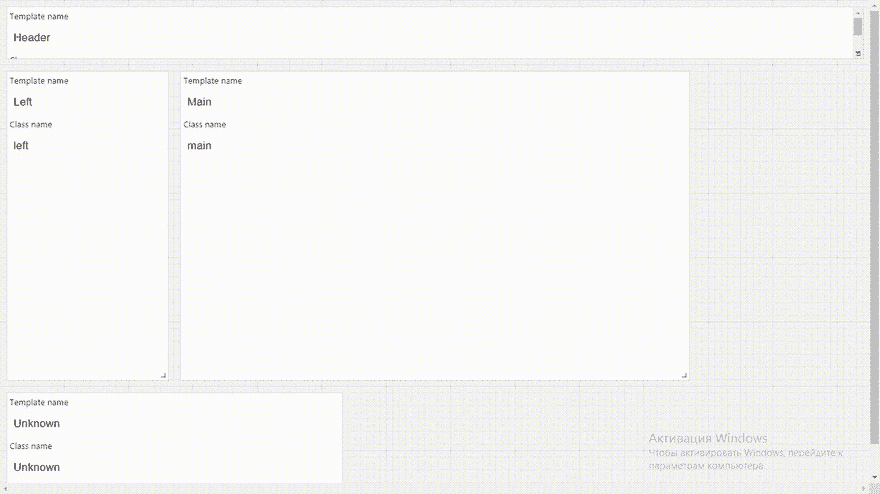 Template name
Header
Template name
Left
Class name
left
Template name
Main
Class name
main
Template name
Unknown
Class name
Unknown
Активация Windows
Чтобы активировать Windows, перейдите к
параметрам компьютера.